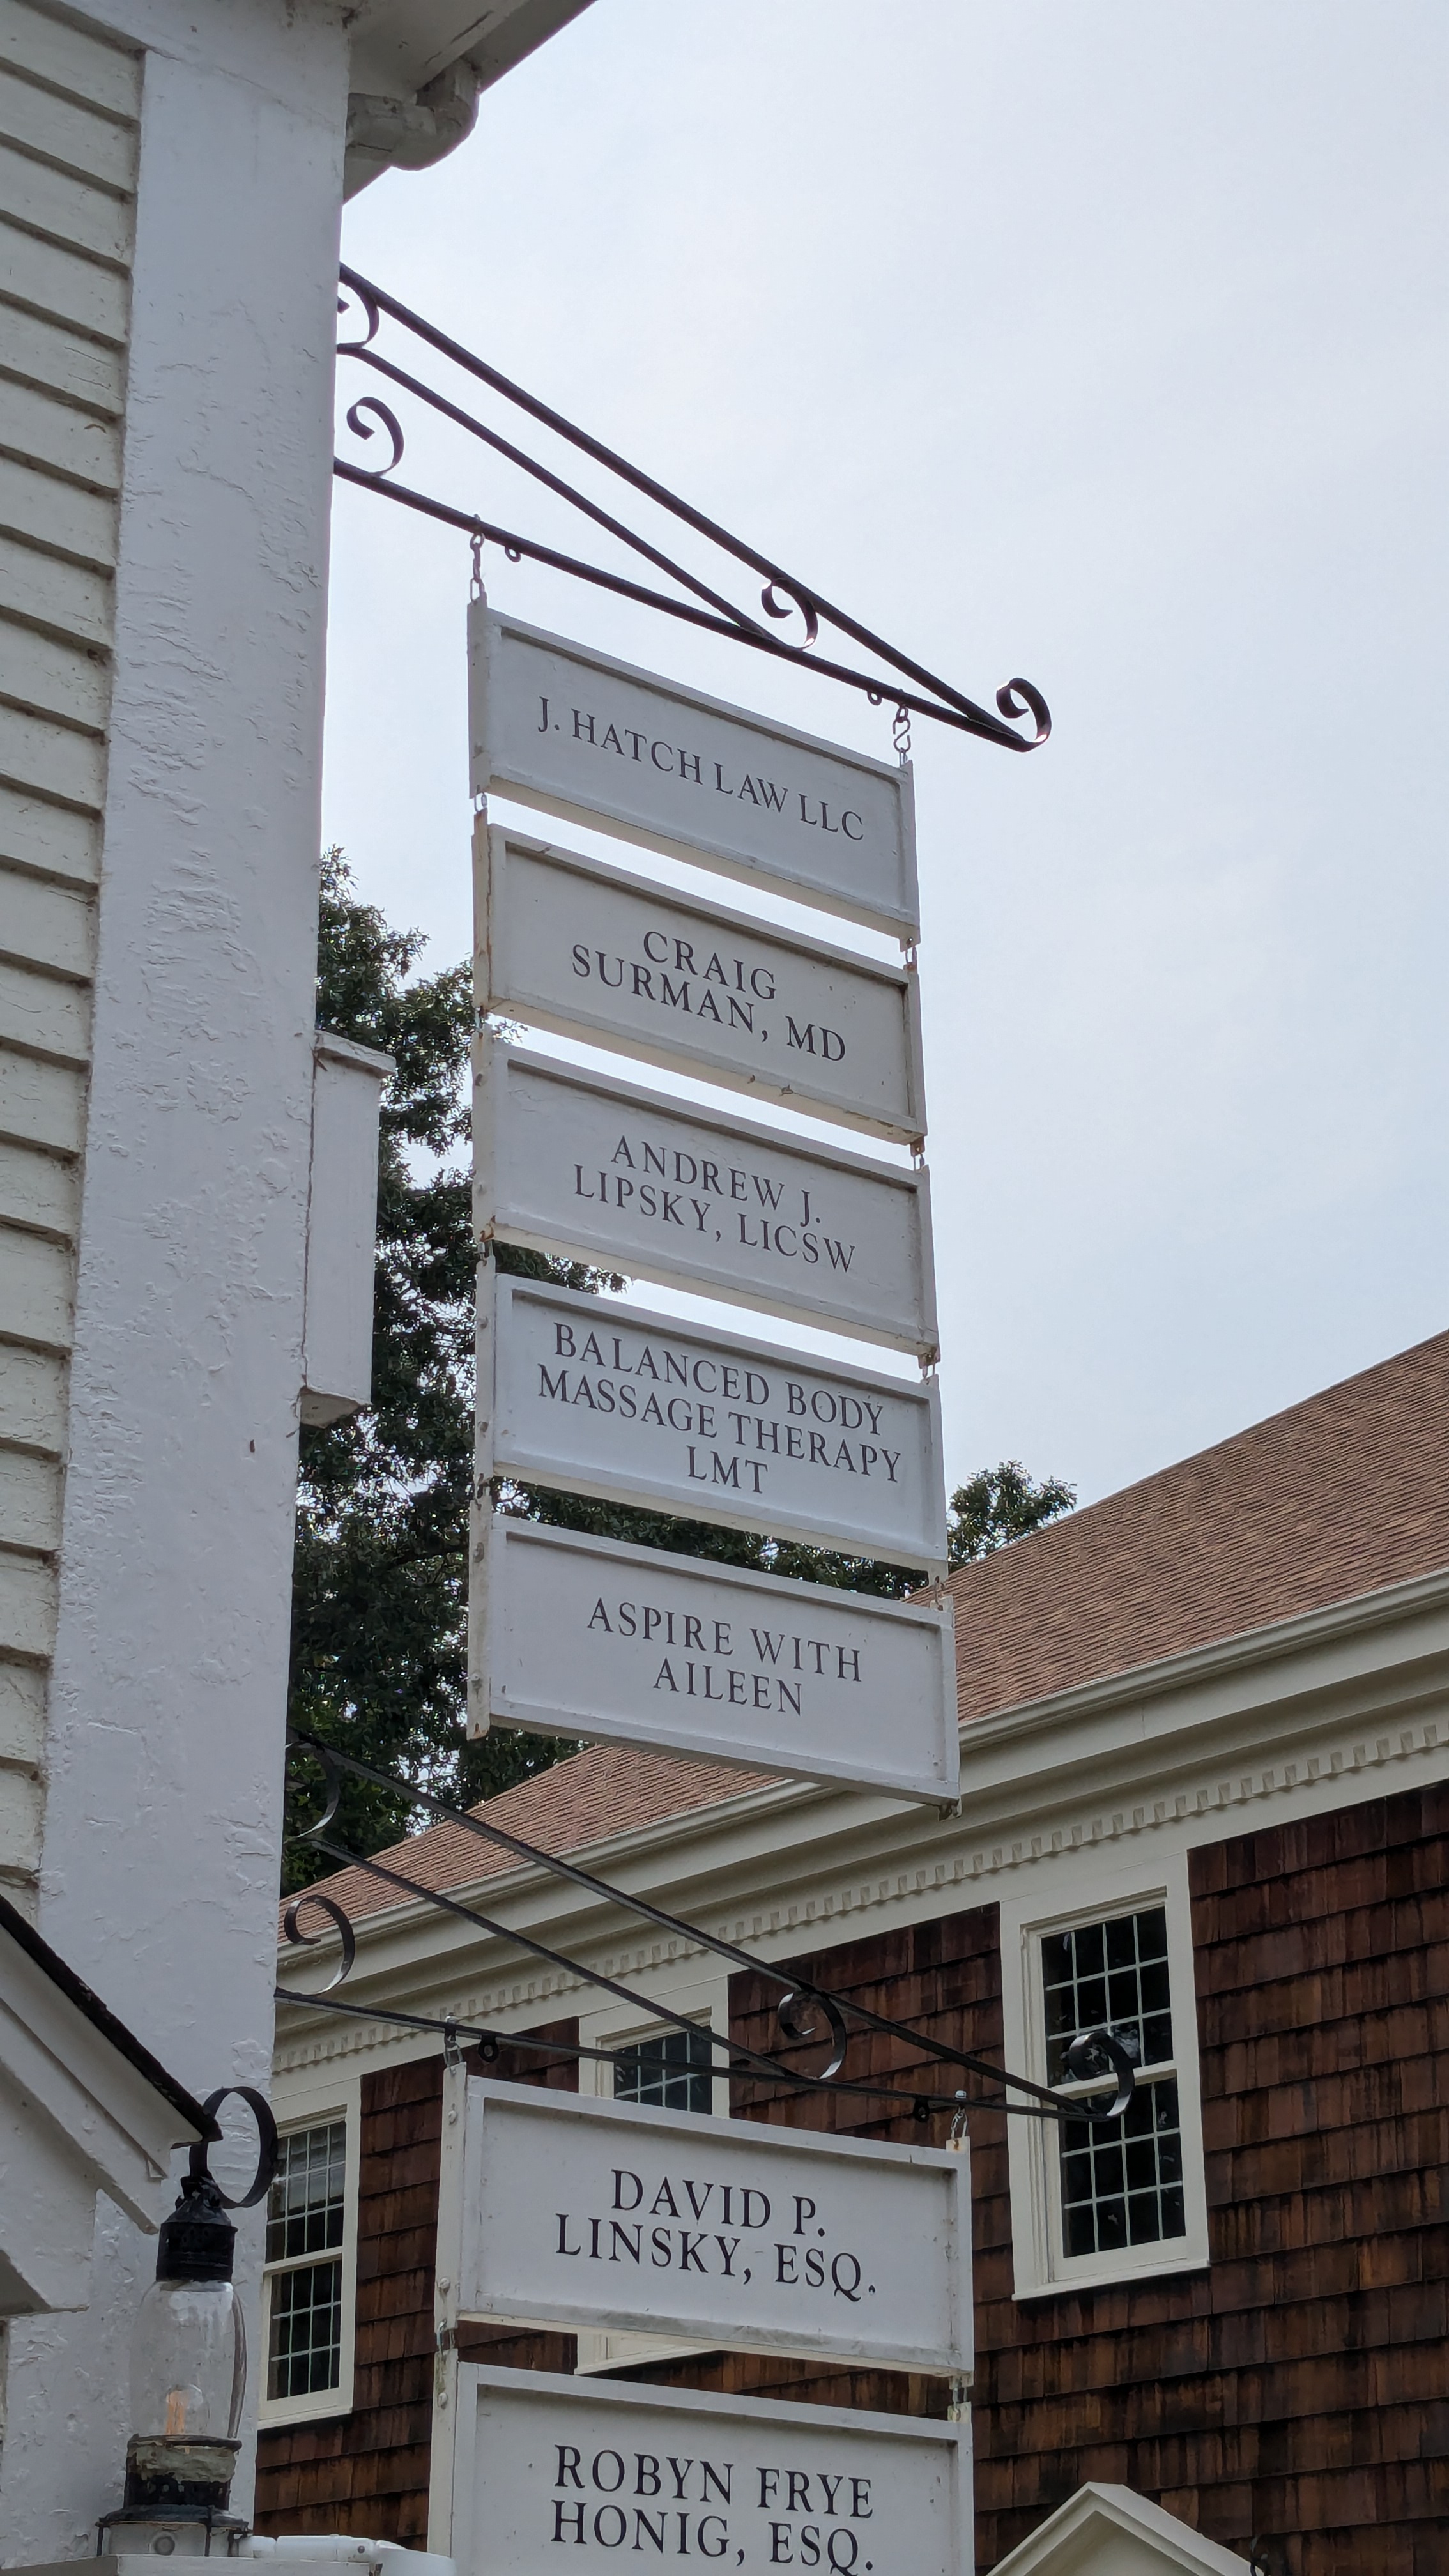 J. HATCH LAW LLC
CRAIG
SURMAN, MD
ANDREW J.
LIPSKY, LICSW
BALANCED BODY
MASSAGE THERAPY
LMT
ASPIRE WITH
AILEEN
DAVID P.
LINSKY, ESQ.
ROBYN FRYE
HONIG, ESQ.